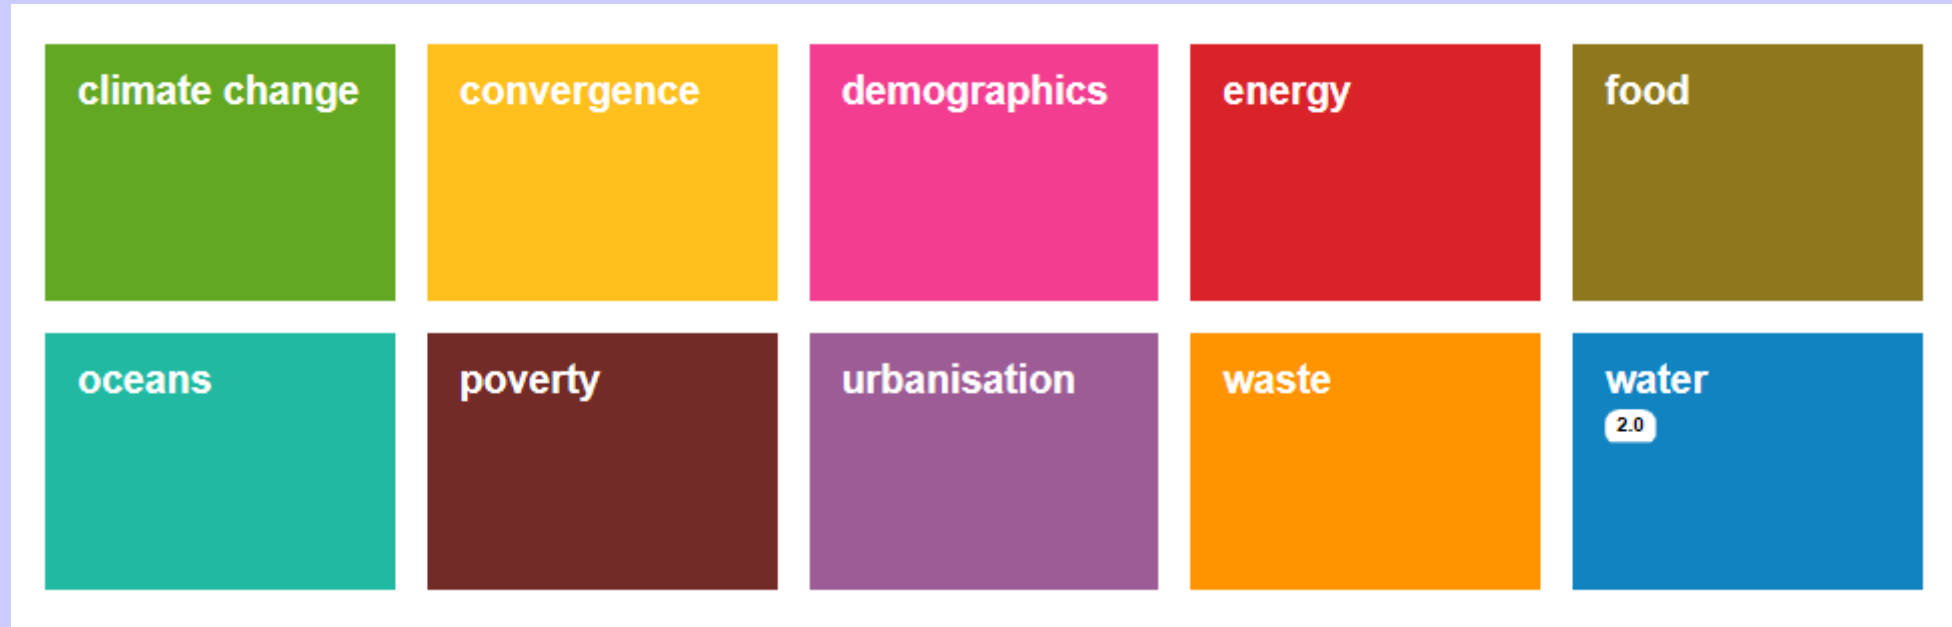 climate change
convergence
demographics
energy
food
oceans
poverty
urbanisation
waste
water
2.0